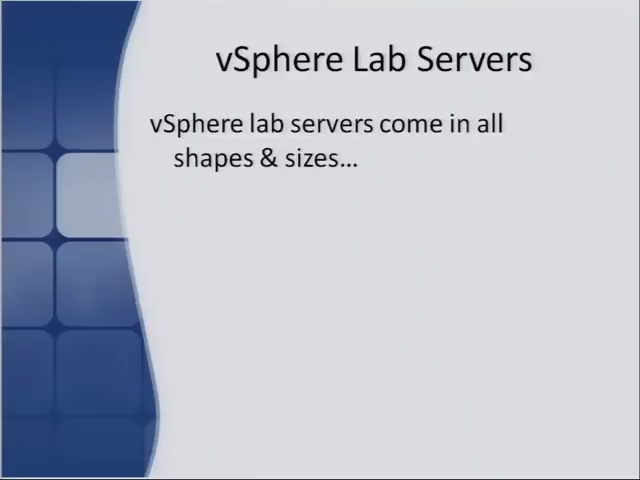 vSphere Lab Servers
vSphere lab servers come in all
shapes & sizes…